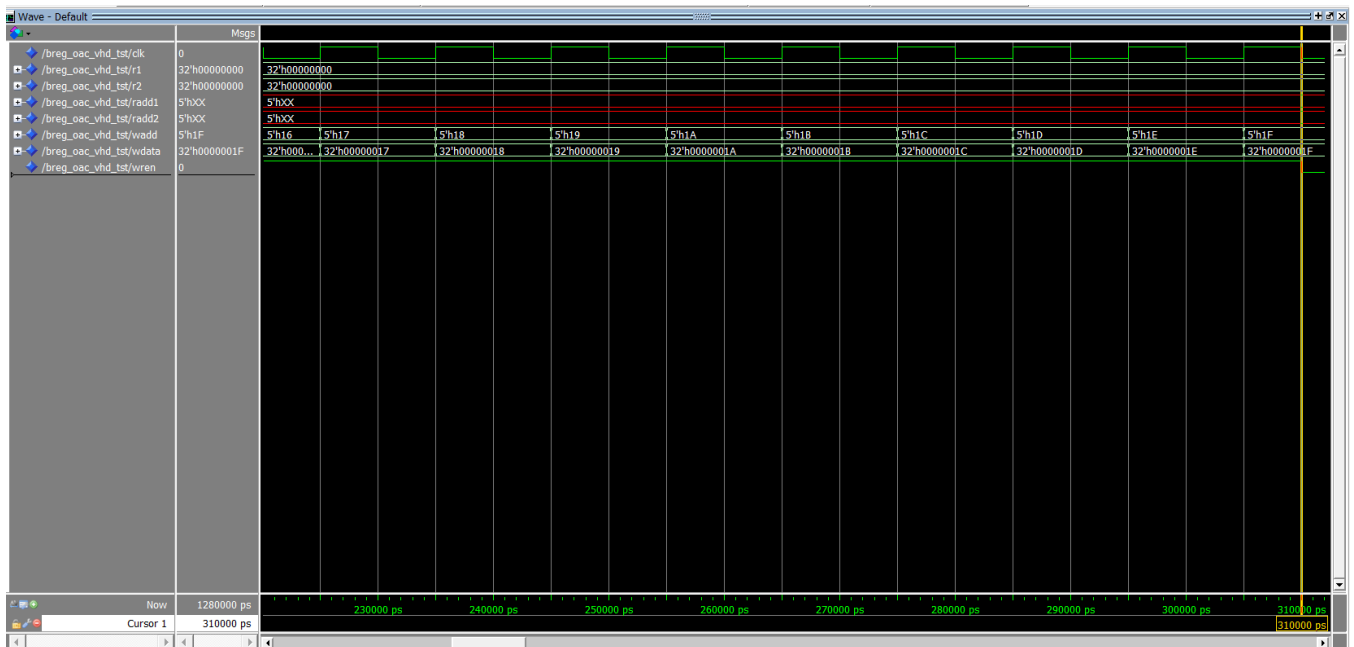 Wave - Default
Msgs
/breg_oac_vhd_tst/clk 0
/breg_oac_vhd_tst/r1 32'h00000000 32'h00000000
/breg_oac_vhd_tst/r2 32'h00000000 32'h00000000
/breg_oac_vhd_tst/radd1 5'hXX 5'hXX
/breg_oac_vhd_tst/radd2 5'hXX 5'hXX
/breg_oac_vhd_tst/wadd 5'h1F 5'h16 5'h17 5'h18 5'h19 5'h1A 5'h1B 5'h1C 5'h1D 5'h1E 5'h1F
/breg_oac_vhd_tst/wdata 32'h0000001F 32'h000... 32'h00000017 32'h00000018 32'h00000019 32'h0000001A 32'h0000001B 32'h0000001C 32'h0000001D 32'h0000001E 32'h0000001F
/breg_oac_vhd_tst/wren 0
Now 1280000 ps 230000 ps 240000 ps 250000 ps 260000 ps 270000 ps 280000 ps 290000 ps 300000 ps 310000 ps
Cursor 1 310000 ps 310000 ps